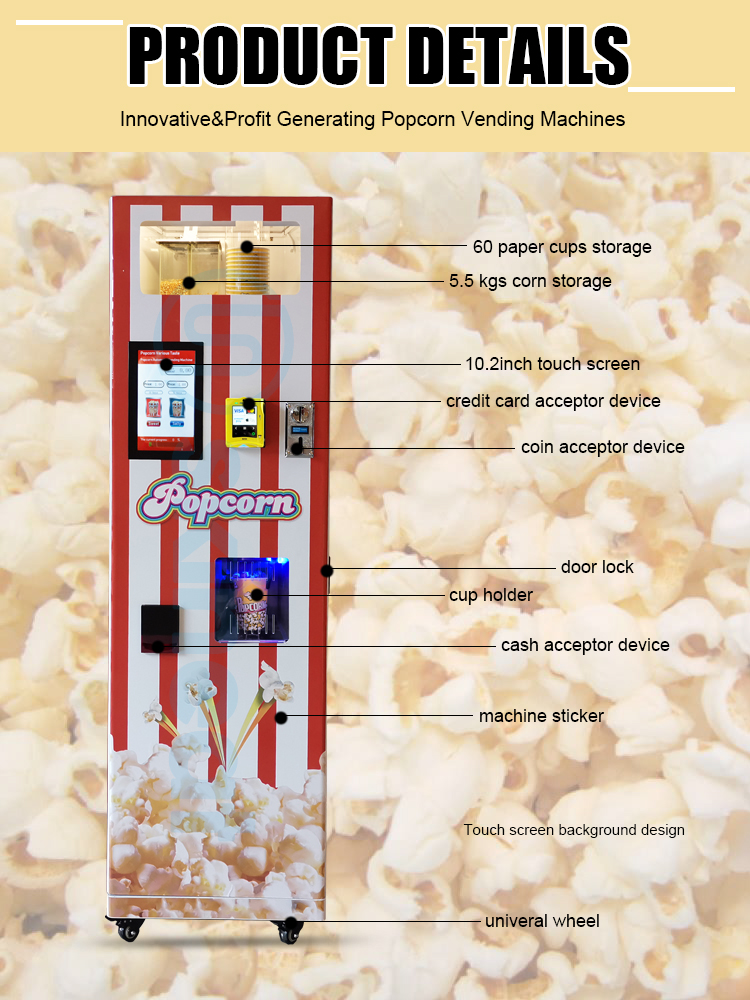 PRODUCT DETAILS
Innovative&Profit Generating Popcorn Vending Machines
60 paper cups storage
5.5 kgs corn storage
10.2inch touch screen
credit card acceptor device
VISA
coin acceptor device
Popcorn
door lock
cup holder
POPCORN
cash acceptor device
machine sticker
Touch screen background design
univeral wheel